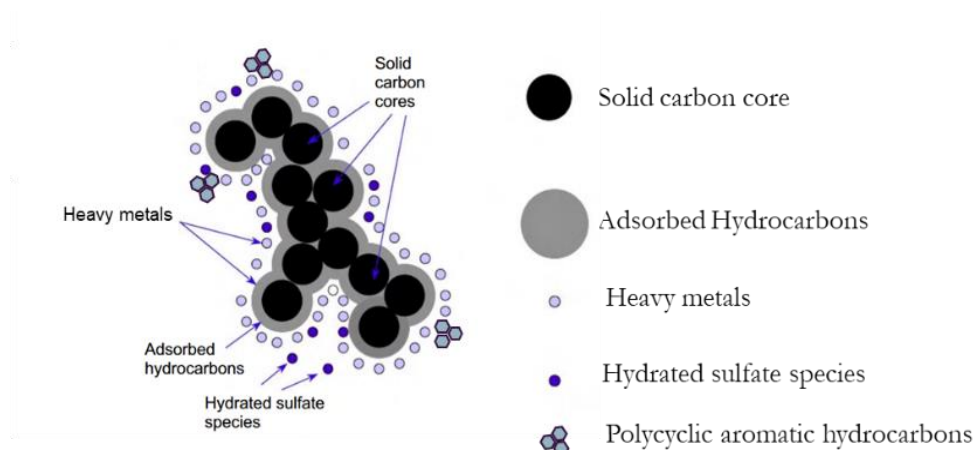 Solid
carbon
cores
Heavy metals
Adsorbed
hydrocarbons
Hydrated sulfate
species
Solid carbon core
Adsorbed Hydrocarbons
Heavy metals
Hydrated sulfate species
Polycyclic aromatic hydrocarbons